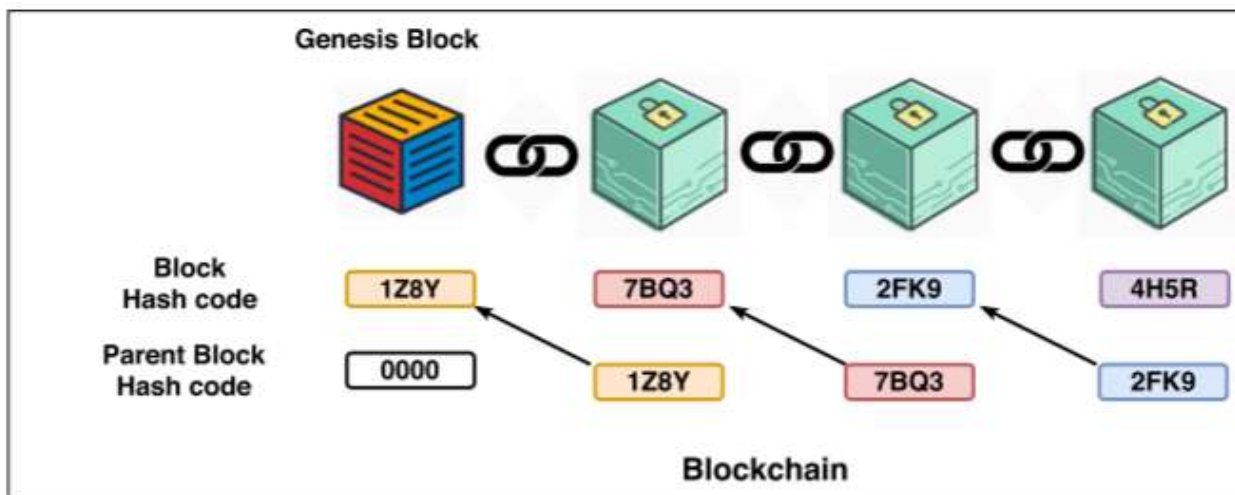 Genesis Block
Block
Hash code
1Z8Y
7BQ3
2FK9
4H5R
Parent Block
Hash code
0000
1Z8Y
7BQ3
2FK9
Blockchain